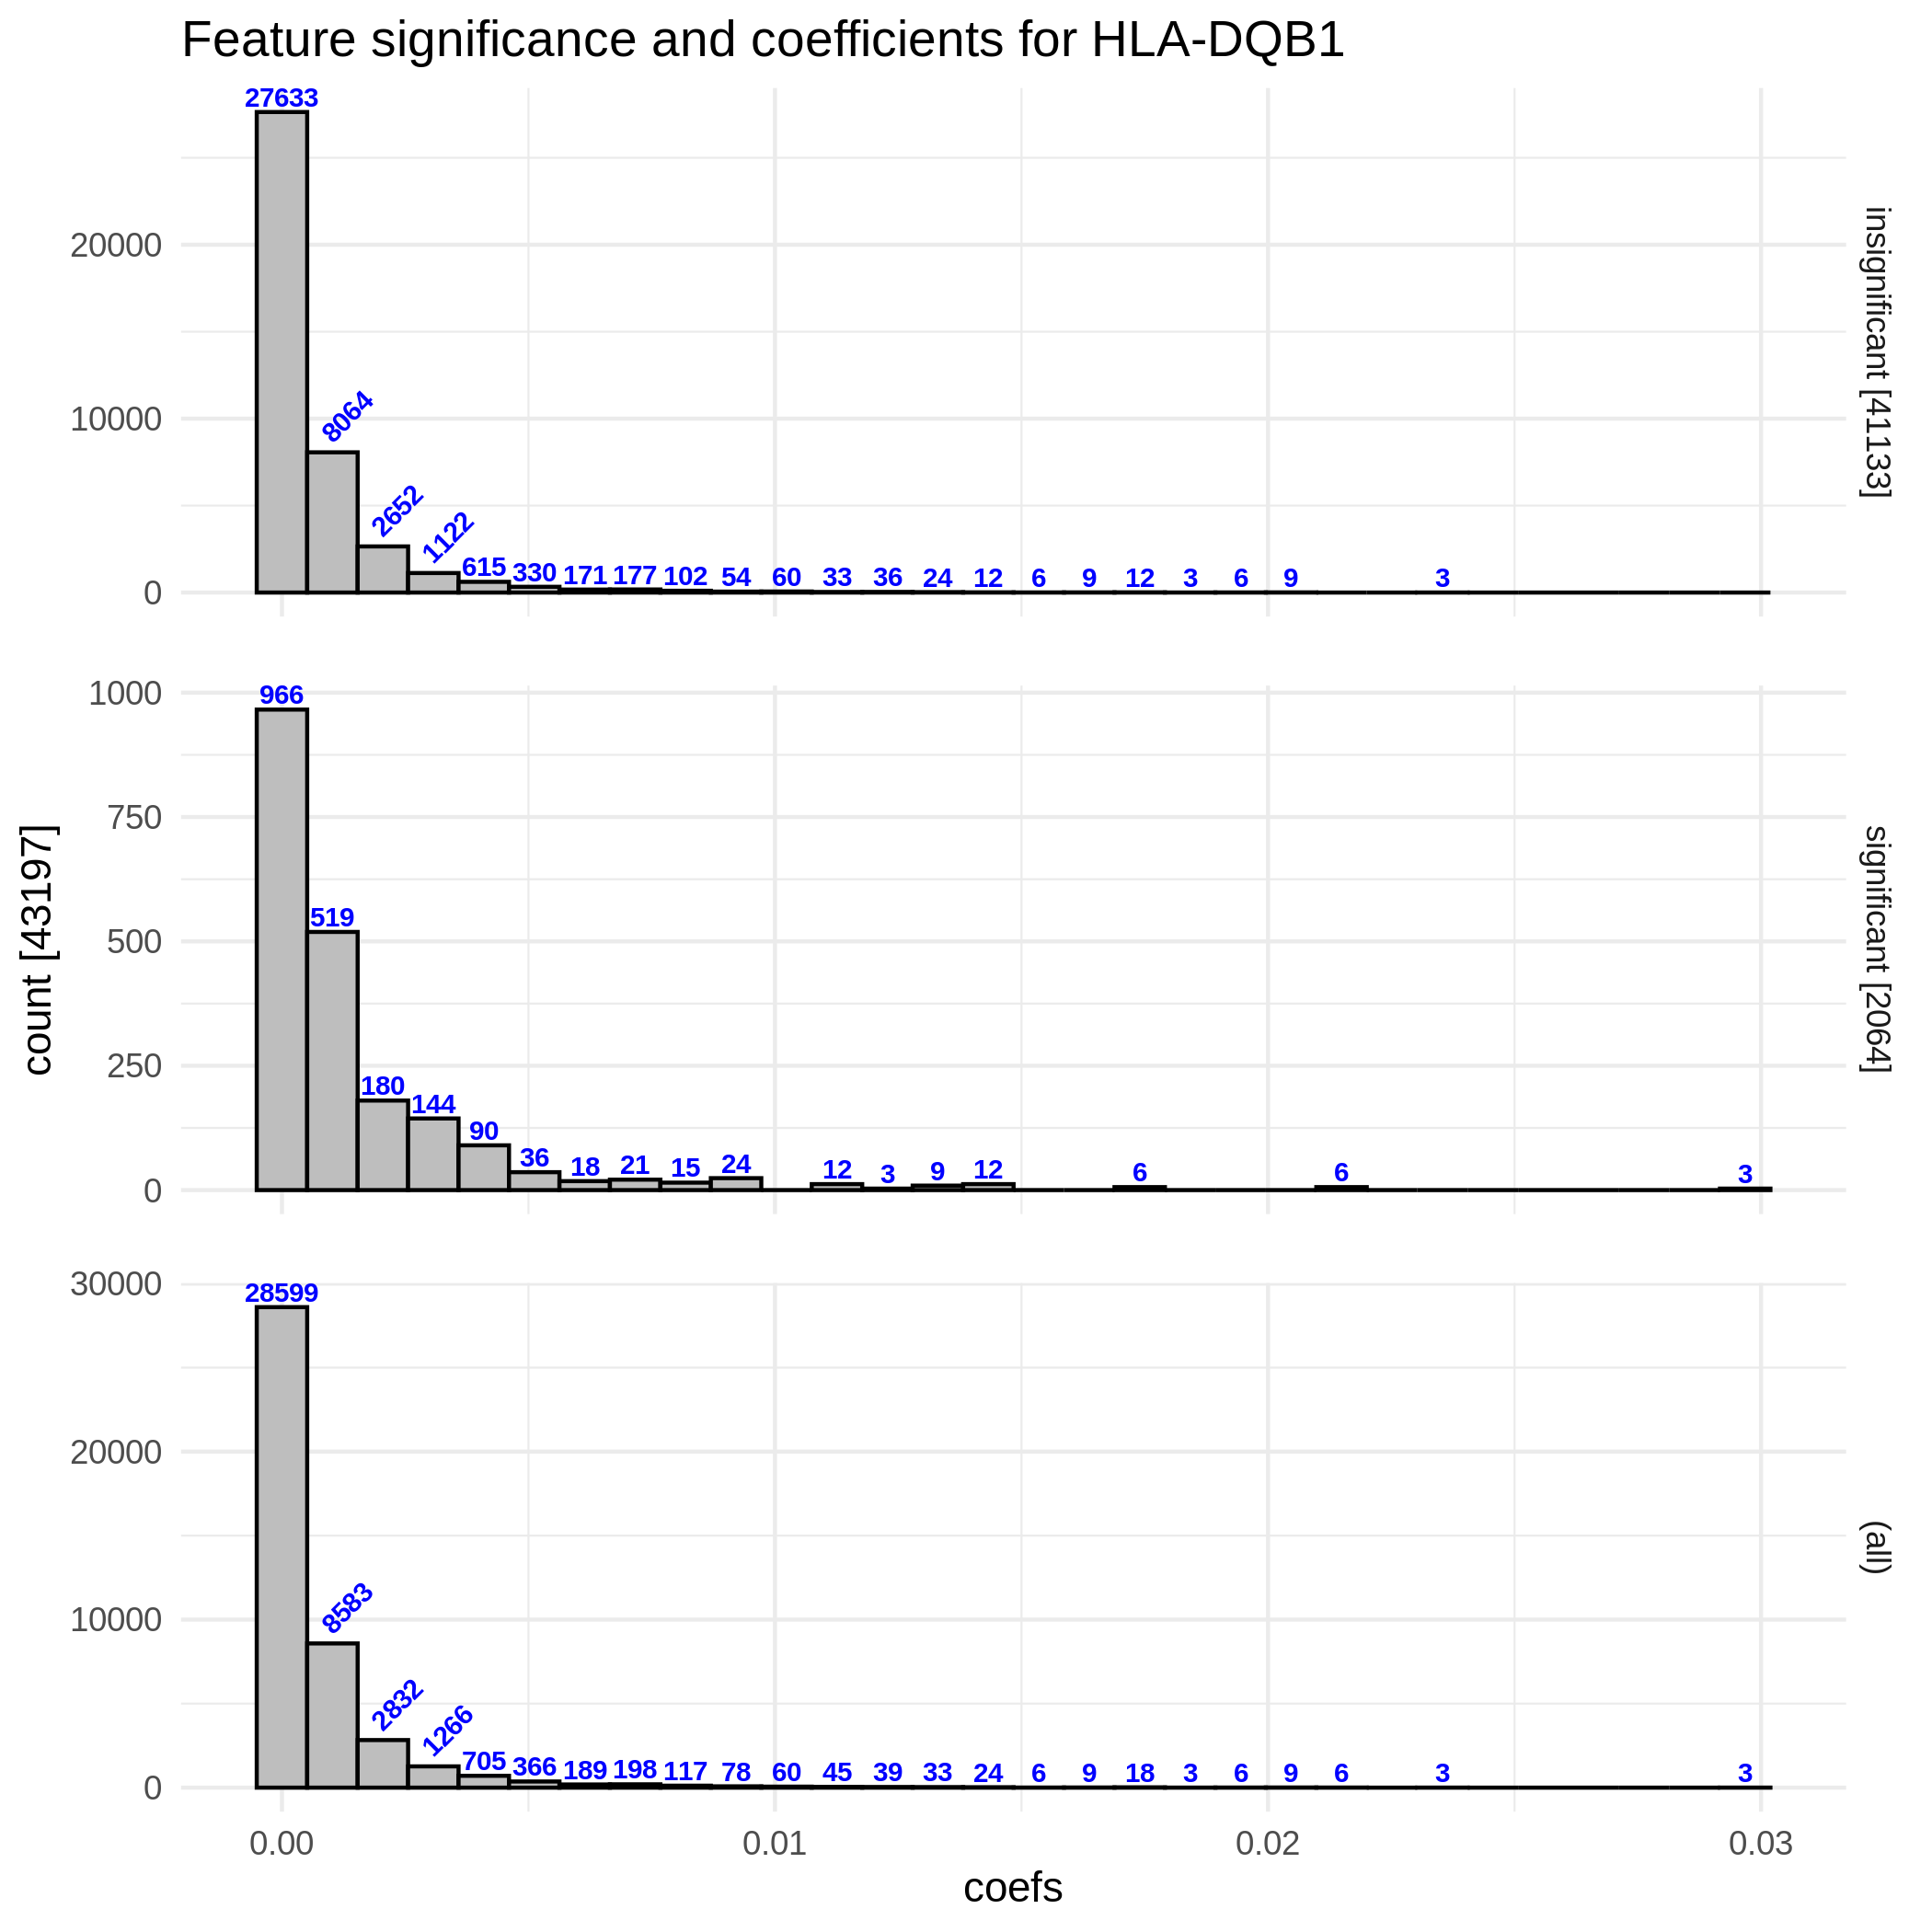 Feature significance and coefficients for HLA-DQB1
27633
20000
10000
0
8064
2652
1122
615 330 171 177 102 54 60 33 36 24 12 6 9 12 3 6 9 3
insignificant [41133]
count [43197]
1000
750
500
250
0
966
519
180
144
90
36 18 21 15 24 12 3 9 12 6 6 3
significant [2064]
30000
20000
10000
0
28599
8583
2832
1266
705 366 189 198 117 78 60 45 39 33 24 6 9 18 3 6 9 6 3 3
(all)
0.00 0.01 0.02 0.03
coefs